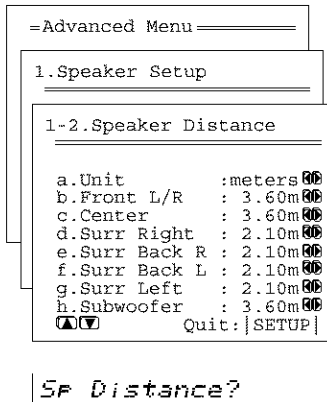 =Advanced Menu
1.Speaker Setup
1-2.Speaker Distance
a.Unit :meters
b.Front L/R : 3.60m
c.Center : 3.60m
d.Surr Right : 2.10m
e.Surr Back R : 2.10m
f.Surr Back L : 2.10m
g.Surr Left : 2.10m
h.Subwoofer : 3.60m
Quit:|SETUP|
Sp Distance?